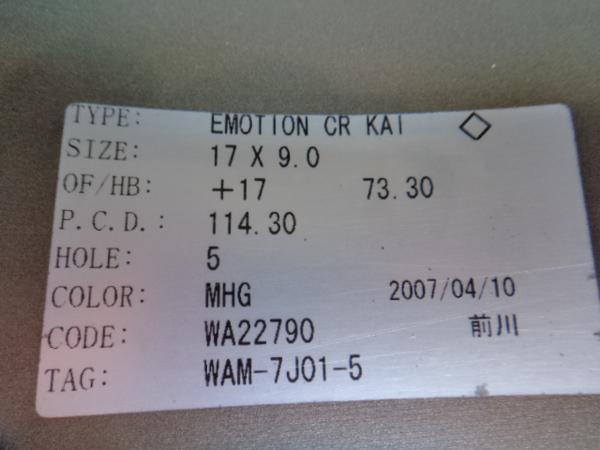 TYPE: EMOTION CR KAI ◇
SIZE: 17 X 9.0
OF/HB: +17 73.30
P.C.D.: 114.30
HOLE: 5
COLOR: MHG 2007/04/10
CODE: WA22790 前川
TAG: WAM-7J01-5